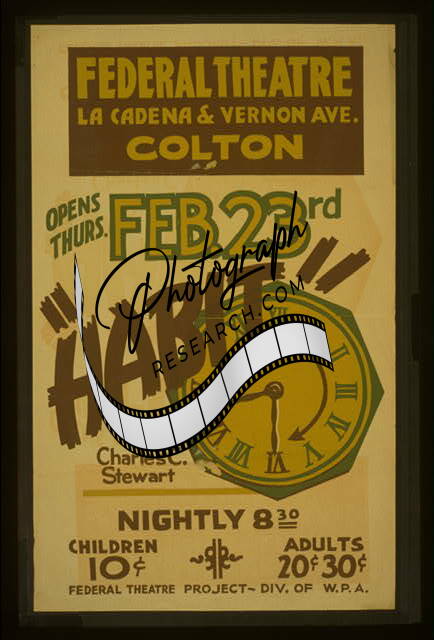 FEDERAL THEATRE
LA CADENA & VERNON AVE.
COLTON
OPENS
THURS.
FEB. 23rd
"HABIT"
Photograph
RESEARCH.COM
Charles C.
Stewart
NIGHTLY 8 30
CHILDREN
10¢
ADULTS
20¢ 30¢
FEDERAL THEATRE PROJECT~ DIV. OF W.P.A.